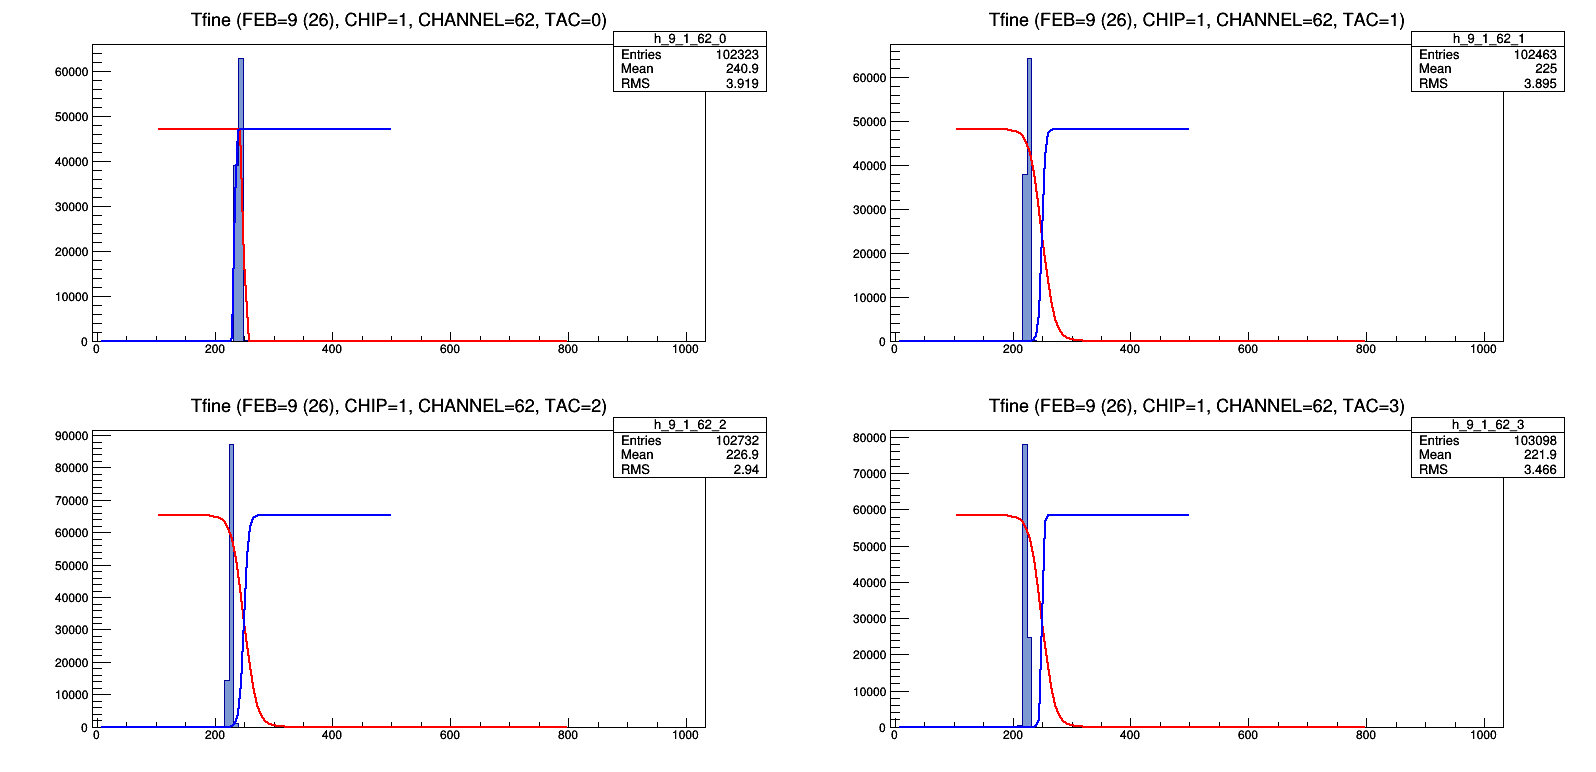 Tfine (FEB=9 (26), CHIP=1, CHANNEL=62, TAC=0)
h_9_1_62_0
Entries 102323
Mean 240.9
RMS 3.919
60000
50000
40000
30000
20000
10000
0
0 200 400 600 800 1000
Tfine (FEB=9 (26), CHIP=1, CHANNEL=62, TAC=1)
h_9_1_62_1
Entries 102463
Mean 225
RMS 3.895
60000
50000
40000
30000
20000
10000
0
0 200 400 600 800 1000
Tfine (FEB=9 (26), CHIP=1, CHANNEL=62, TAC=2)
h_9_1_62_2
Entries 102732
Mean 226.9
RMS 2.94
90000
80000
70000
60000
50000
40000
30000
20000
10000
0
0 200 400 600 800 1000
Tfine (FEB=9 (26), CHIP=1, CHANNEL=62, TAC=3)
h_9_1_62_3
Entries 103098
Mean 221.9
RMS 3.466
80000
70000
60000
50000
40000
30000
20000
10000
0
0 200 400 600 800 1000